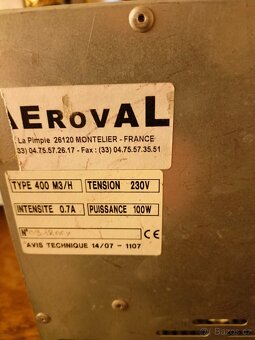 AEROVAL
La Pimpie 26120 MONTELIER - FRANCE
33) 04.75.57.26.17 - Fax : (33) 04.75.57.35.51
TYPE 400 M3/H
TENSION 230V
INTENSITE 0.7A
PUISSANCE 100W
N°
CE
AVIS TECHNIQUE 14/07 - 1107